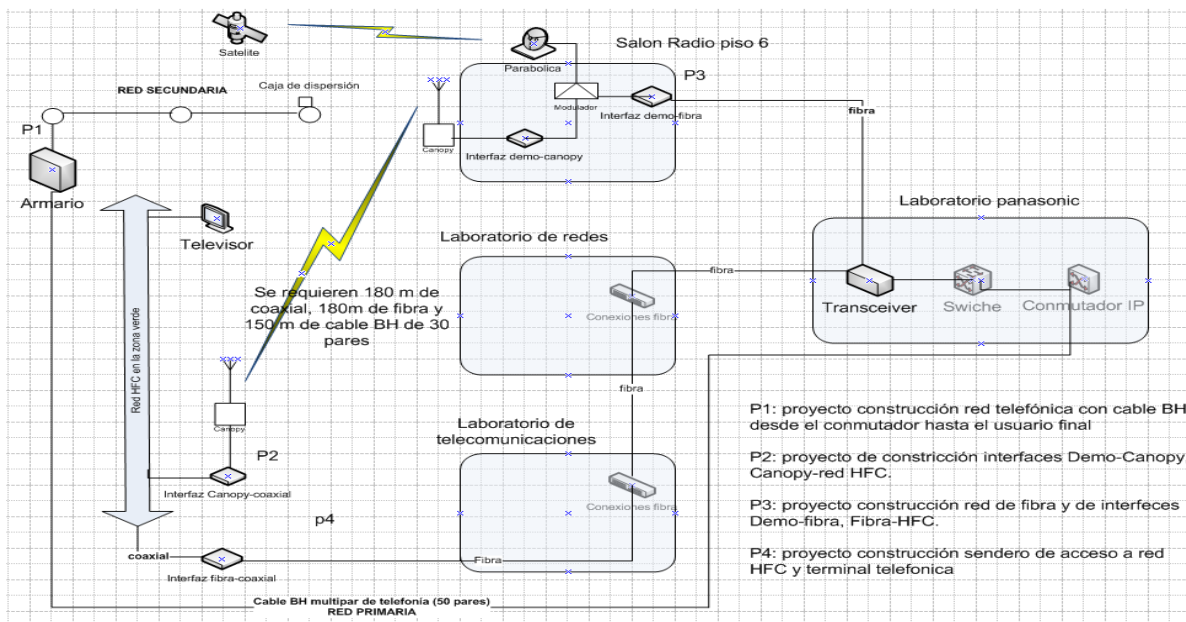 Satelite
Salon Radio piso 6
Parabolica
P3
RED SECUNDARIA
Caja de dispersión
Modulador
fibra
Interfaz demo-fibra
P1
Canopy
Interfaz demo-canopy
Armario
Laboratorio panasonic
Televisor
Laboratorio de redes
fibra
Se requieren 180 m de
coaxial, 180m de fibra y
150 m de cable BH de 30
pares
Conexiones fibra
Transceiver
Swiche
Conmutador IP
Red HFC en la zona verde
fibra
Canopy
Laboratorio de
telecomunicaciones
P1: proyecto construcción red telefónica con cable BH
desde el conmutador hasta el usuario final
P2
P2: proyecto de constricción interfaces Demo-Canopy
Canopy-red HFC.
Interfaz Canopy-coaxial
Conexiones fibra
P3: proyecto construcción red de fibra y de interfeces
Demo-fibra, Fibra-HFC.
p4
coaxial
Fibra
P4: proyecto construcción sendero de acceso a red
HFC y terminal telefonica
Interfaz fibra-coaxial
Cable BH multipar de telefonía (50 pares)
RED PRIMARIA